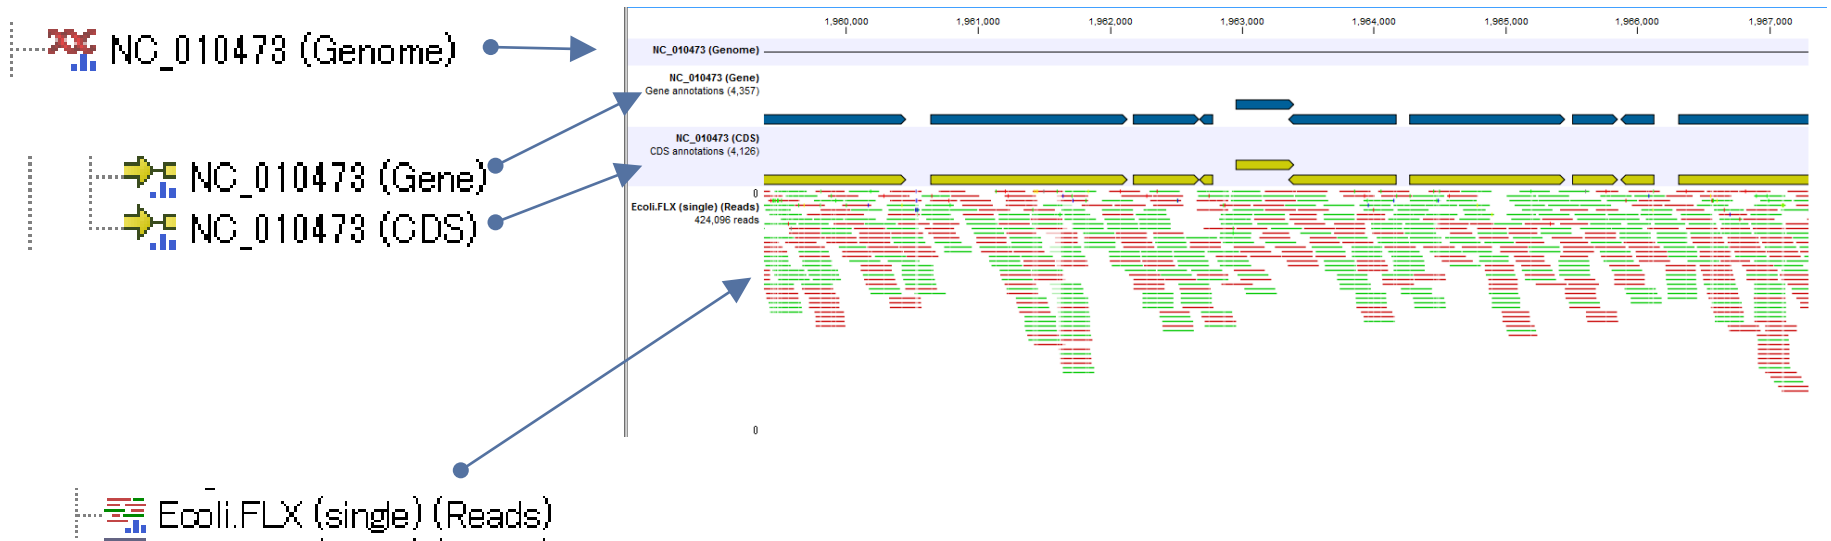 NC_010473 (Genome)
NC_010473 (Gene)
NC_010473 (CDS)
Ecoli.FLX (single) (Reads)
1,960,000 1,961,000 1,962,000 1,963,000 1,964,000 1,965,000 1,966,000 1,967,000
NC_010473 (Genome)
NC_010473 (Gene)
Gene annotations (4,357)
NC_010473 (CDS)
CDS annotations (4,126)
0
Ecoli.FLX (single) (Reads)
424,096 reads
0